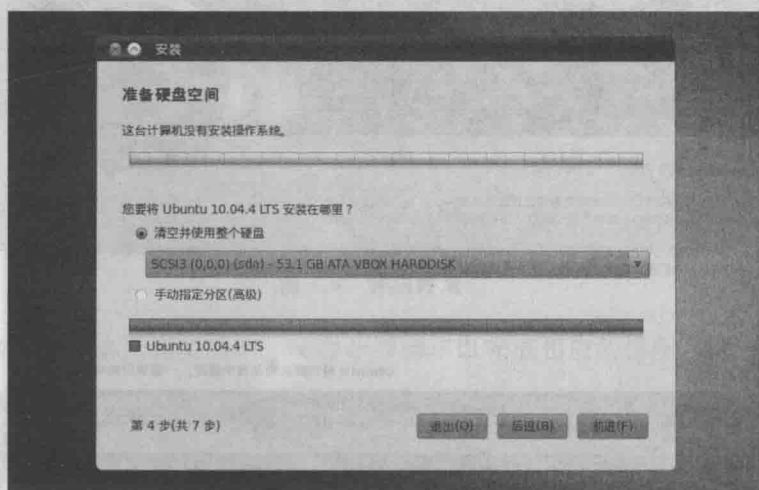 安装
准备硬盘空间
这台计算机没有安装操作系统。
您要将 Ubuntu 10.04.4 LTS 安装在哪里？
清空并使用整个硬盘
SCSI3 (0,0,0) (sdn) - 53.1 GB ATA VBOX HARDDISK
手动指定分区(高级)
Ubuntu 10.04.4 LTS
第 4 步(共 7 步)
退出(Q)
后退(B)
前进(F)